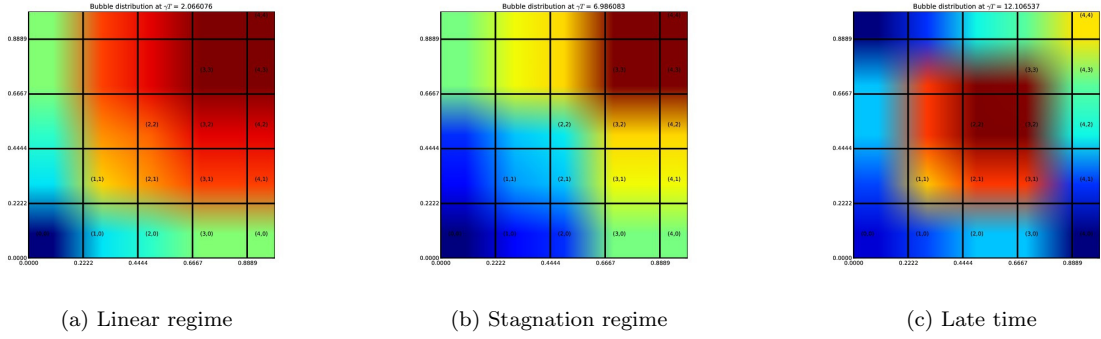 Bubble distribution at γT = 2.066076
(4,4)
0.8889
(3,3) (4,3)
0.6667
(2,2) (3,2) (4,2)
0.4444
(1,1) (2,1) (3,1) (4,1)
0.2222
(1,0) (2,0) (3,0) (4,0)
0.0000
0.0000 0.2222 0.4444 0.6667 0.8889
(a) Linear regime
Bubble distribution at γT = 6.986083
(4,4)
0.8889
(3,3) (4,3)
0.6667
(2,2) (3,2) (4,2)
0.4444
(1,1) (2,1) (3,1) (4,1)
0.2222
(1,0) (2,0) (3,0) (4,0)
0.0000
0.0000 0.2222 0.4444 0.6667 0.8889
(b) Stagnation regime
Bubble distribution at γT = 12.106537
(4,4)
0.8889
(3,3) (4,3)
0.6667
(2,2) (3,2) (4,2)
0.4444
(1,1) (2,1) (3,1) (4,1)
0.2222
(1,0) (2,0) (3,0) (4,0)
0.0000
0.0000 0.2222 0.4444 0.6667 0.8889
(c) Late time